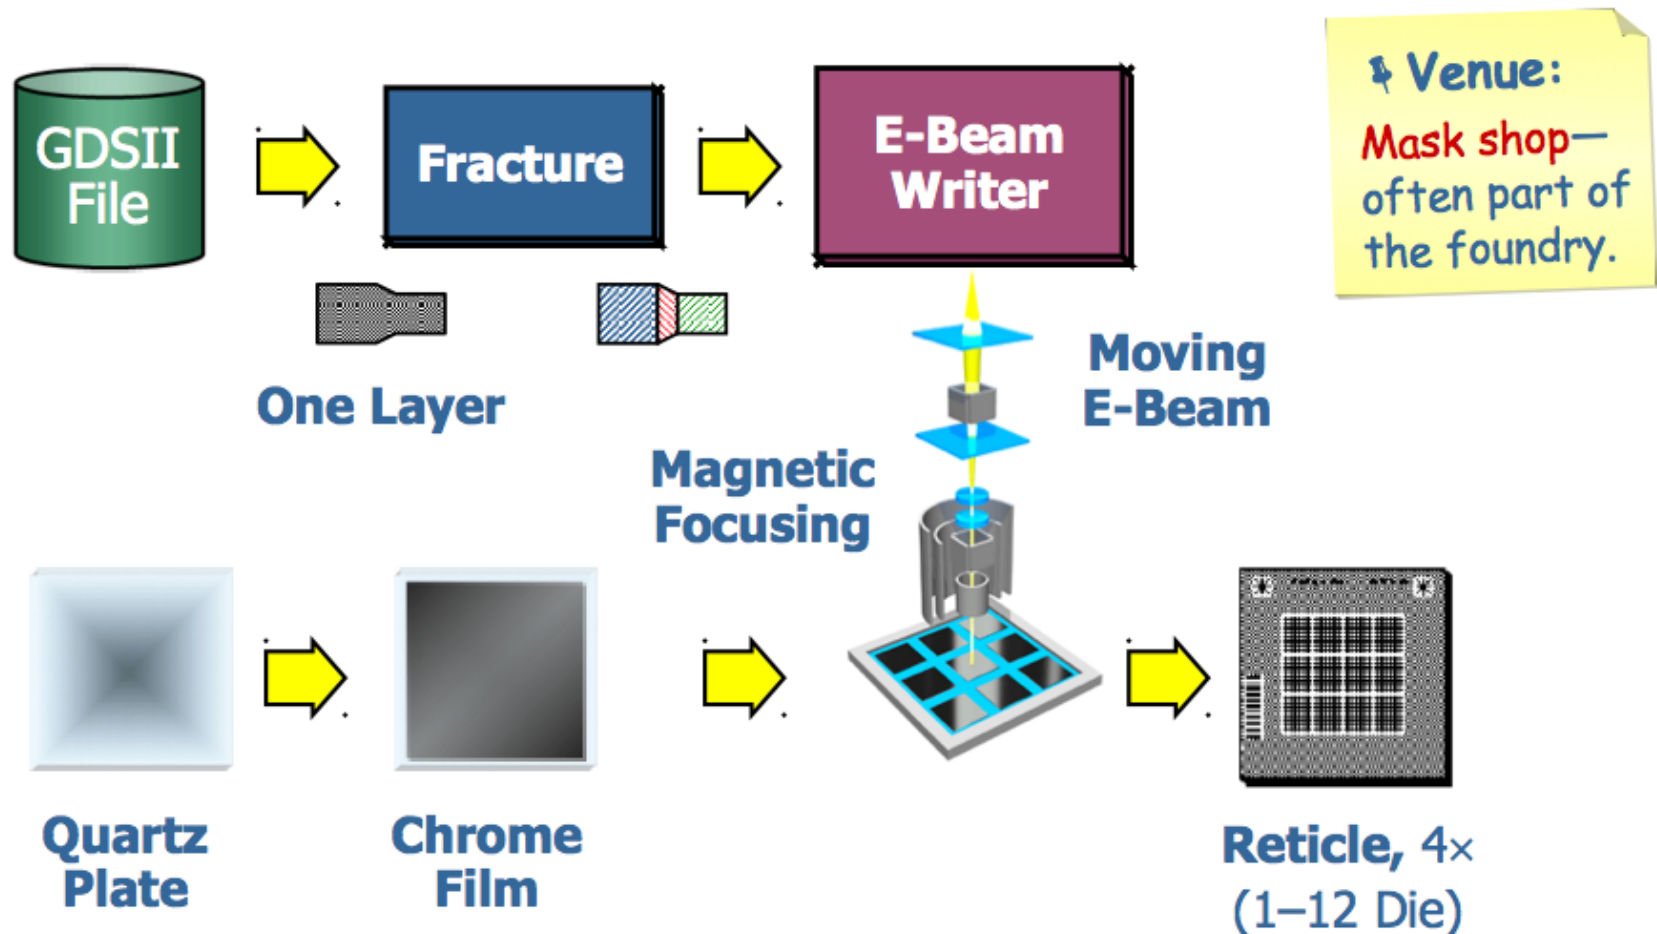 GDSII
File
Fracture
E-Beam
Writer
Venue:
Mask shop—
often part of
the foundry.
One Layer
Moving
E-Beam
Magnetic
Focusing
Quartz
Plate
Chrome
Film
Reticle, 4×
(1–12 Die)